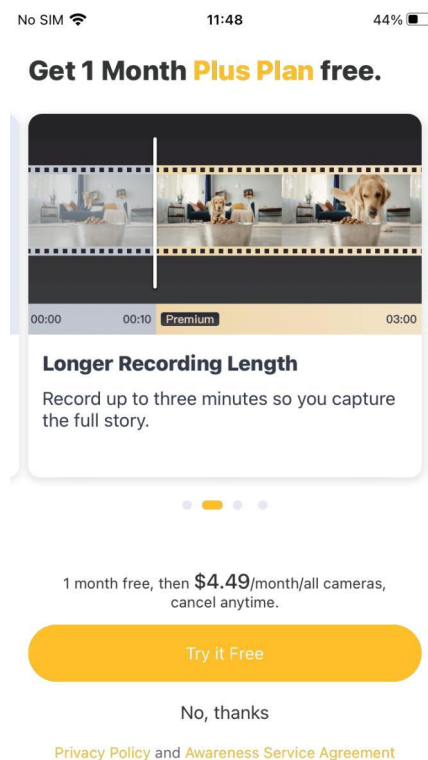 No SIM
11:48
44%
Get 1 Month Plus Plan free.
00:00
00:10
Premium
03:00
Longer Recording Length
Record up to three minutes so you capture
the full story.
1 month free, then $4.49/month/all cameras,
cancel anytime.
Try it Free
No, thanks
Privacy Policy and Awareness Service Agreement